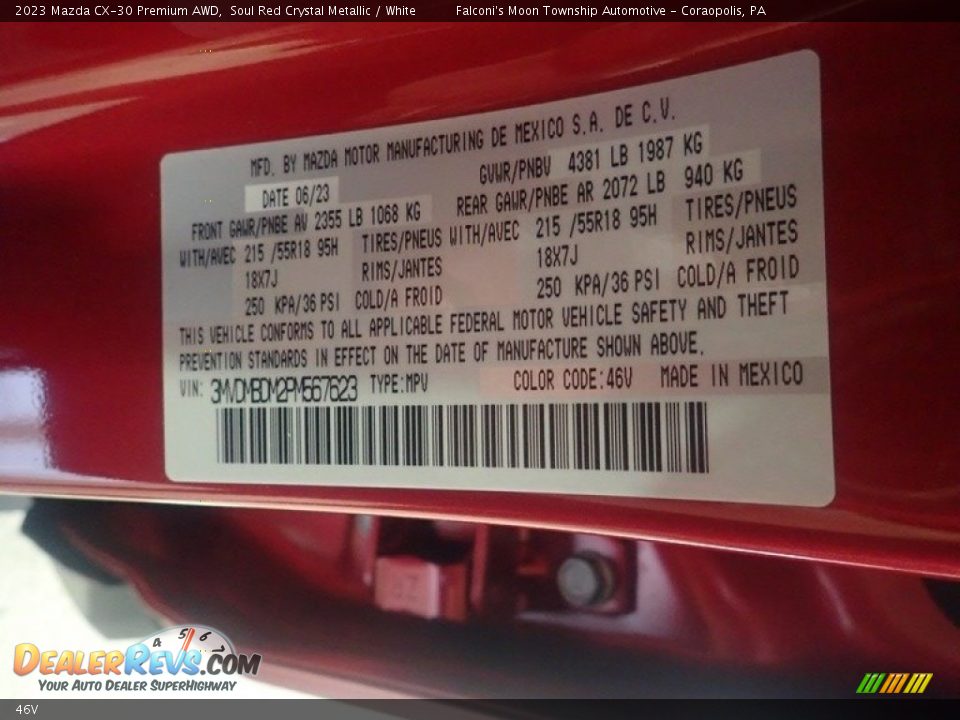 2023 Mazda CX-30 Premium AWD, Soul Red Crystal Metallic / White Falconi's Moon Township Automotive - Coraopolis, PA
MFD. BY MAZDA MOTOR MANUFACTURING DE MEXICO S.A. DE C.V.
DATE 06/23 GVWR/PNBV 4381 LB 1987 KG
FRONT GAWR/PNBE AV 2355 LB 1068 KG REAR GAWR/PNBE AR 2072 LB 940 KG
WITH/AVEC 215 /55R18 95H TIRES/PNEUS WITH/AVEC 215 /55R18 95H TIRES/PNEUS
18X7J RIMS/JANTES 18X7J RIMS/JANTES
250 KPA/36 PSI COLD/A FROID 250 KPA/36 PSI COLD/A FROID
THIS VEHICLE CONFORMS TO ALL APPLICABLE FEDERAL MOTOR VEHICLE SAFETY AND THEFT
PREVENTION STANDARDS IN EFFECT ON THE DATE OF MANUFACTURE SHOWN ABOVE.
VIN: 3MVDMBDM2PM567623 TYPE:MPV COLOR CODE:46V MADE IN MEXICO
4 5 6
DEALERREVS.COM
YOUR AUTO DEALER SUPERHIGHWAY
46V